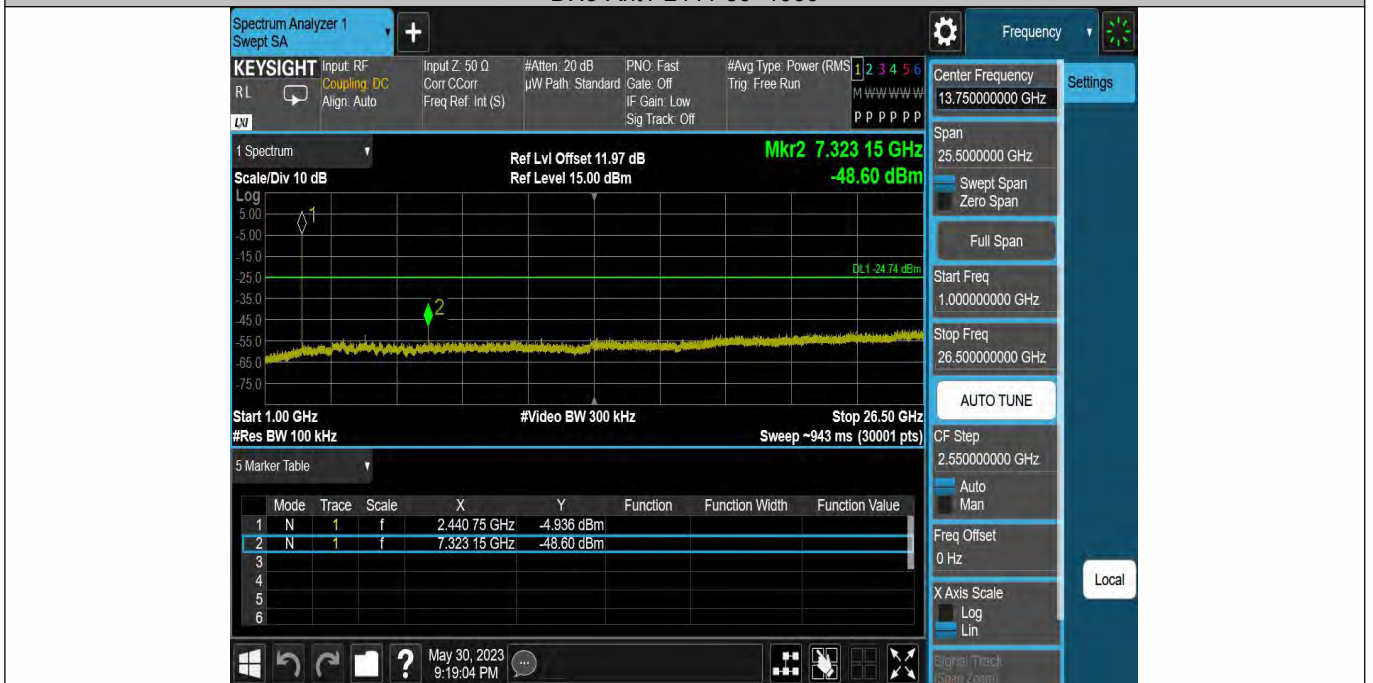 Spectrum Analyzer 1
Swept SA
Frequency
KEYSIGHT Input: RF Input Z: 50 Ω #Atten: 20 dB PNO: Fast #Avg Type: Power (RMS 1 2 3 4 5 6
RL Coupling: DC Corr CCorr µW Path: Standard Gate: Off Trig: Free Run M W W W W W
Align: Auto Freq Ref: Int (S) IF Gain: Low
LXI Sig Track: Off P P P P P P
1 Spectrum Ref Lvl Offset 11.97 dB Mkr2 7.323 15 GHz
Scale/Div 10 dB Ref Level 15.00 dBm -48.60 dBm
Log
5.00
1
-5.00
-15.0
-25.0 DL1 -24.74 dBm
-35.0
2
-45.0
-55.0
-65.0
-75.0
Start 1.00 GHz #Video BW 300 kHz Stop 26.50 GHz
#Res BW 100 kHz Sweep ~943 ms (30001 pts)
5 Marker Table
Mode Trace Scale X Y Function Function Width Function Value
1 N 1 f 2.440 75 GHz -4.936 dBm
2 N 1 f 7.323 15 GHz -48.60 dBm
3
4
5
6
May 30, 2023
9:19:04 PM
Center Frequency
13.750000000 GHz
Settings
Span
25.5000000 GHz
Swept Span
Zero Span
Full Span
Start Freq
1.000000000 GHz
Stop Freq
26.500000000 GHz
AUTO TUNE
CF Step
2.550000000 GHz
Auto
Man
Freq Offset
0 Hz
Local
X Axis Scale
Log
Lin
Signal Track
(Span Zoom)